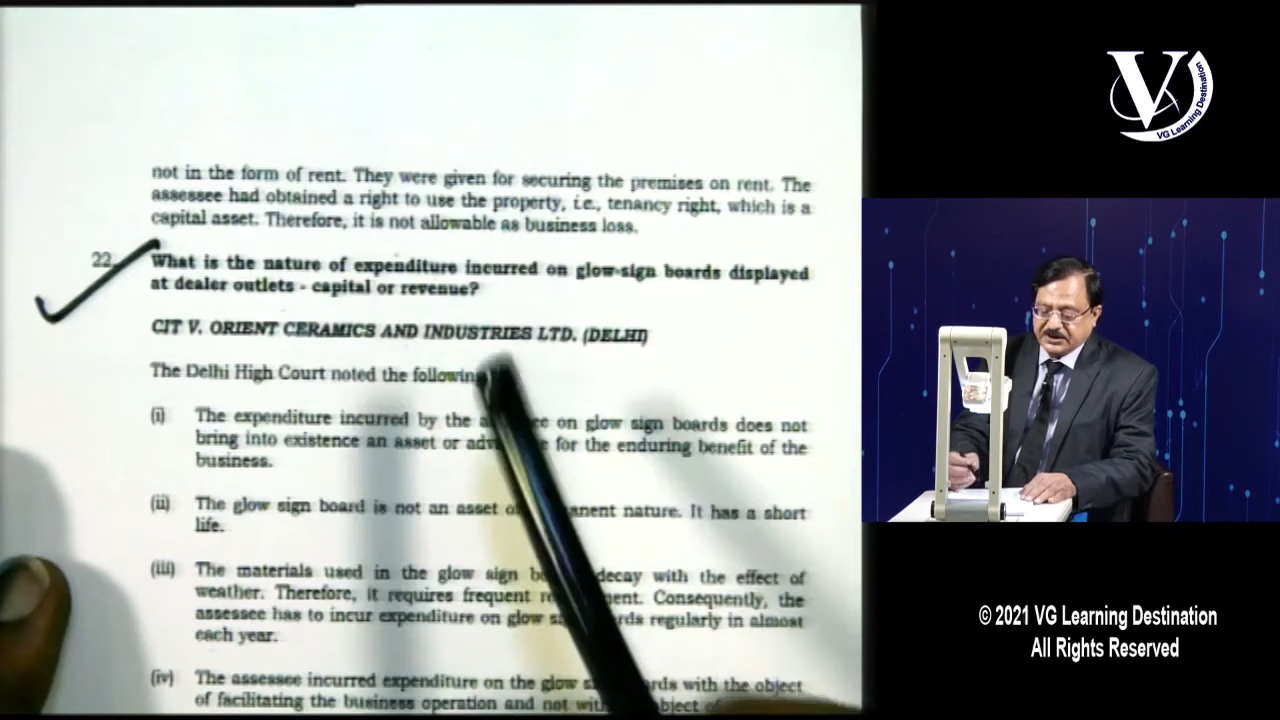 not in the form of rent. They were given for securing the premises on rent. The
assessee had obtained a right to use the property, i.e., tenancy right, which is a
capital asset. Therefore, it is not allowable as business loss.
22. What is the nature of expenditure incurred on glow-sign boards displayed
at dealer outlets - capital or revenue?
CIT V. ORIENT CERAMICS AND INDUSTRIES LTD. (DELHI)
The Delhi High Court noted the following
(i) The expenditure incurred by the on glow sign boards does not
bring into existence an asset or for the enduring benefit of the
business.
(ii) The glow sign board is not an asset nature. It has a short
life.
(iii) The materials used in the glow sign decay with the effect of
weather. Therefore, it requires frequent Consequently, the
assessee has to incur expenditure on glow regularly in almost
each year.
(iv) The assessee incurred expenditure on the glow with the object
of facilitating the business operation and not
V
VG Learning Destination
© 2021 VG Learning Destination
All Rights Reserved